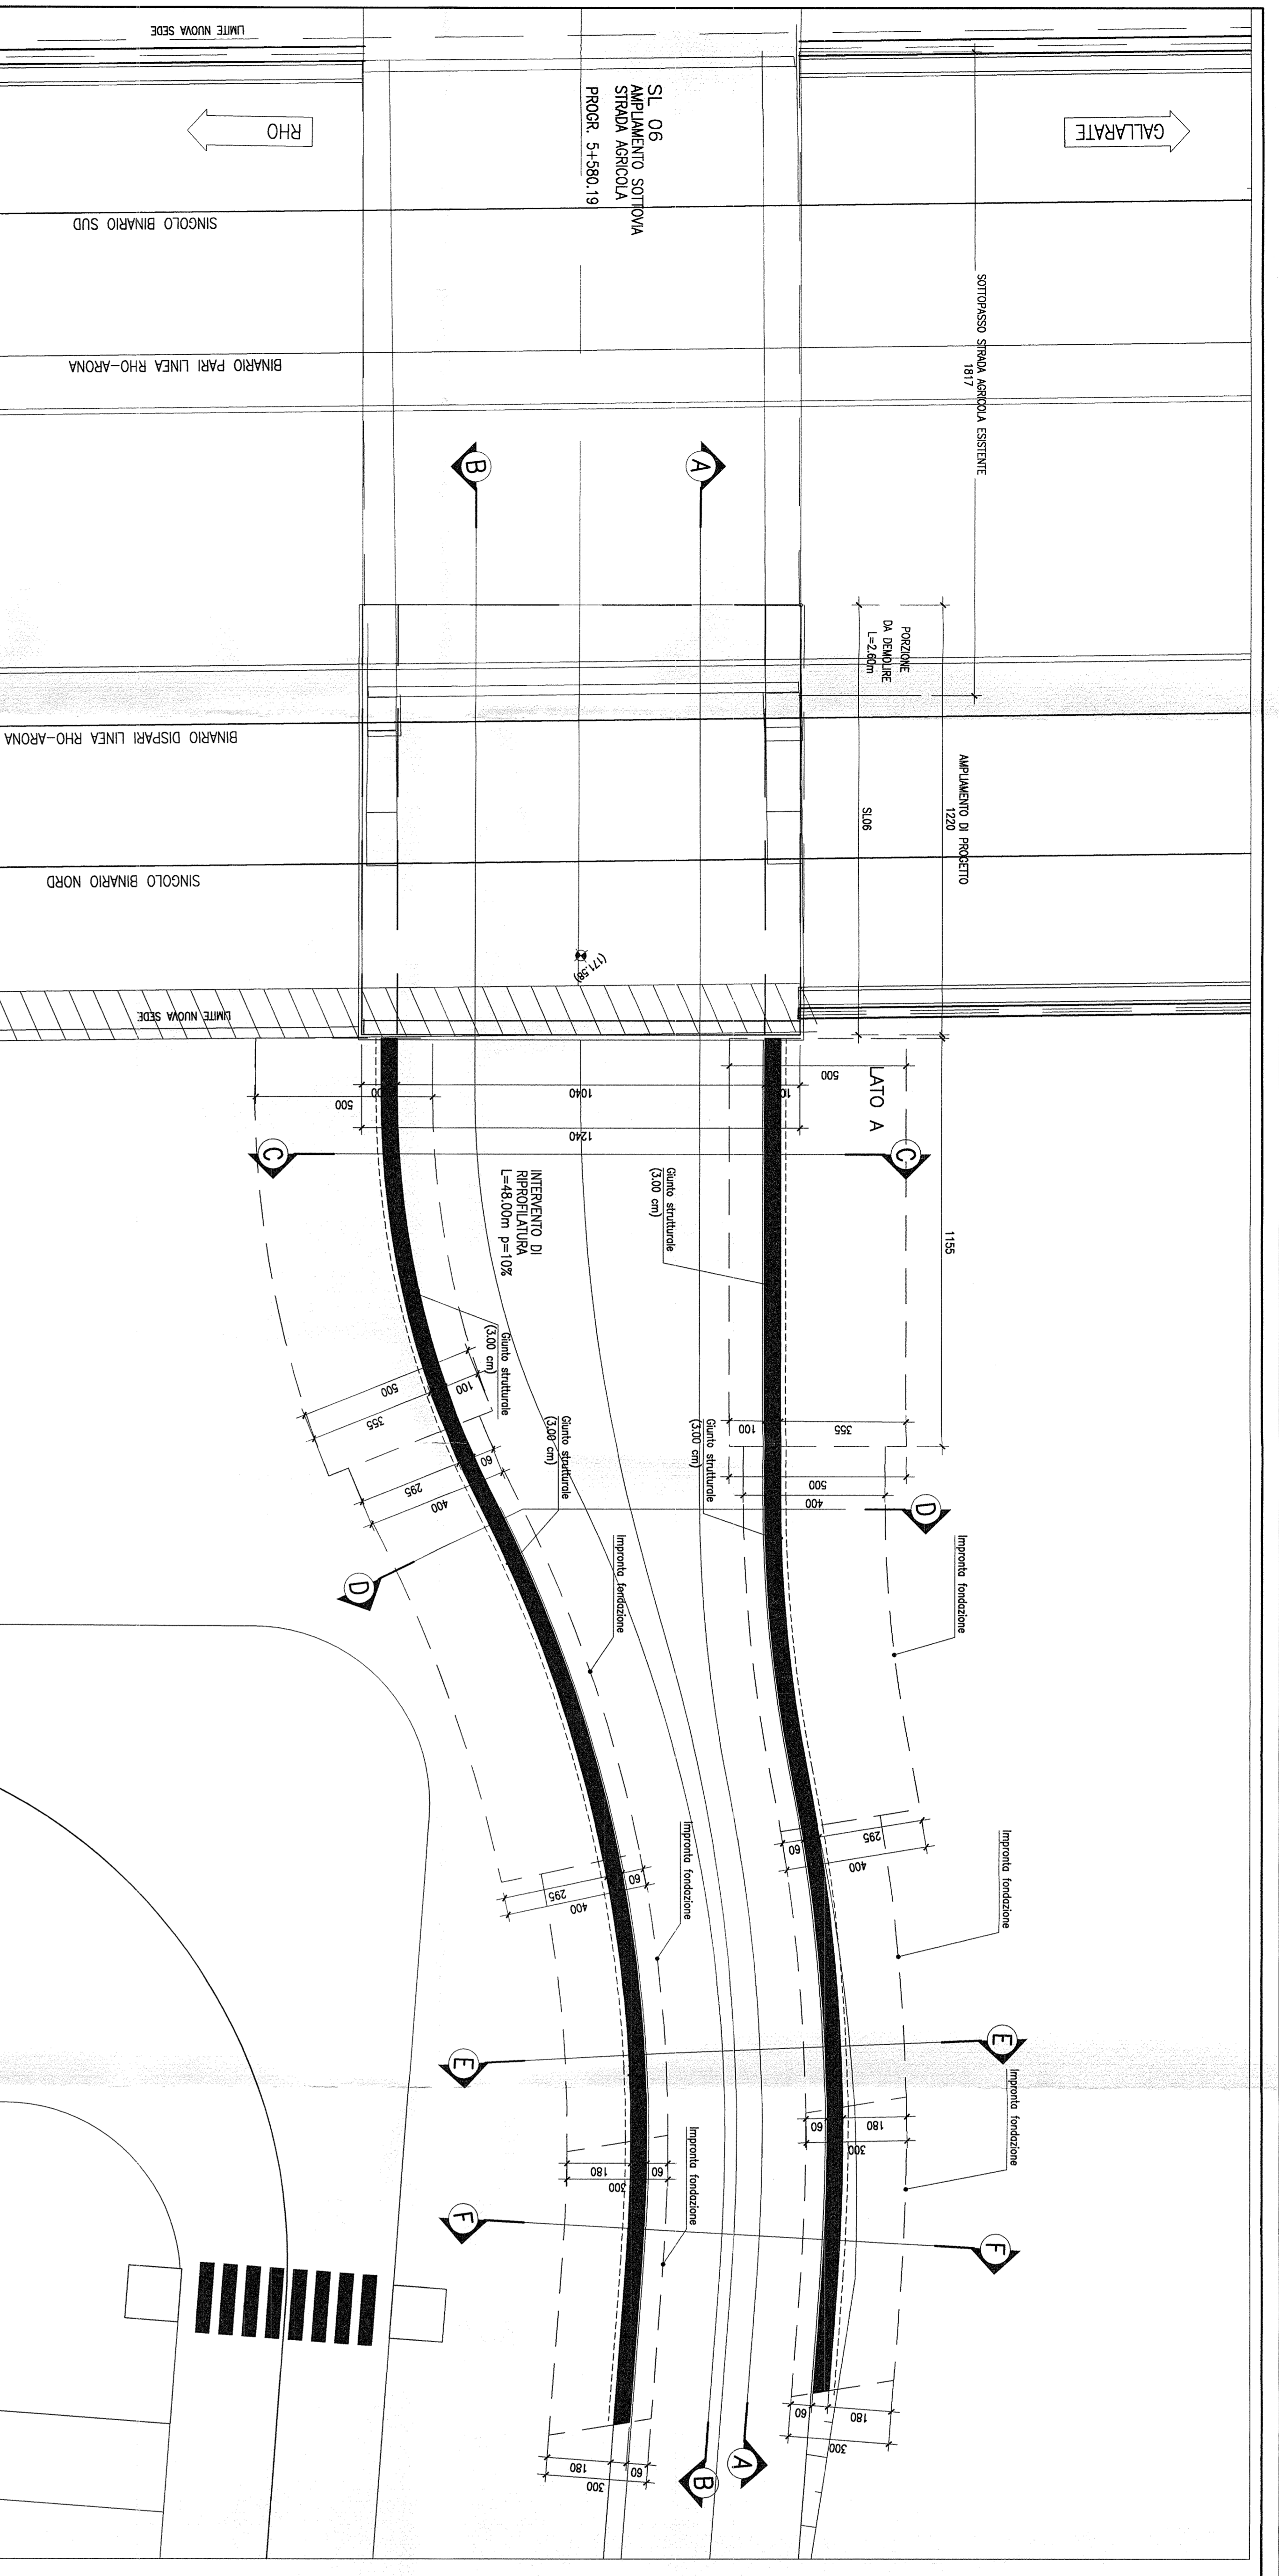 LIMITE NUOVA SEDE
RHO
GALLARATE
SL 06
AMPLIAMENTO SOTTOVIA
STRADA AGRICOLA
PROGR. 5+580.19
SINGOLO BINARIO SUD
BINARIO PARI LINEA RHO-ARONA
SOTTOPASSO STRADA AGRICOLA ESISTENTE
1817
B
A
PORZIONE
DA DEMOLIRE
L=2.60m
BINARIO DISPARI LINEA RHO-ARONA
AMPLIAMENTO DI PROGETTO
1220
SL06
SINGOLO BINARIO NORD
(171.58)
LIMITE NUOVA SEDE
LATO A
500
1040
500
1240
C
C
1155
INTERVENTO DI
RIPROFILATURA
L=48.00m p=10%
Giunto strutturale
(3.00 cm)
Giunto strutturale
(3.00 cm)
500
355
100
100
355
500
400
Giunto strutturale
(3.00 cm)
Giunto strutturale
(3.00 cm)
60
295
400
D
D
Impronta fondazione
Impronta fondazione
60
295
400
Impronta fondazione
Impronta fondazione
60
295
400
E
E
Impronta fondazione
60
180
300
Impronta fondazione
180
60
300
F
F
60
180
300
A
B
180
60
300